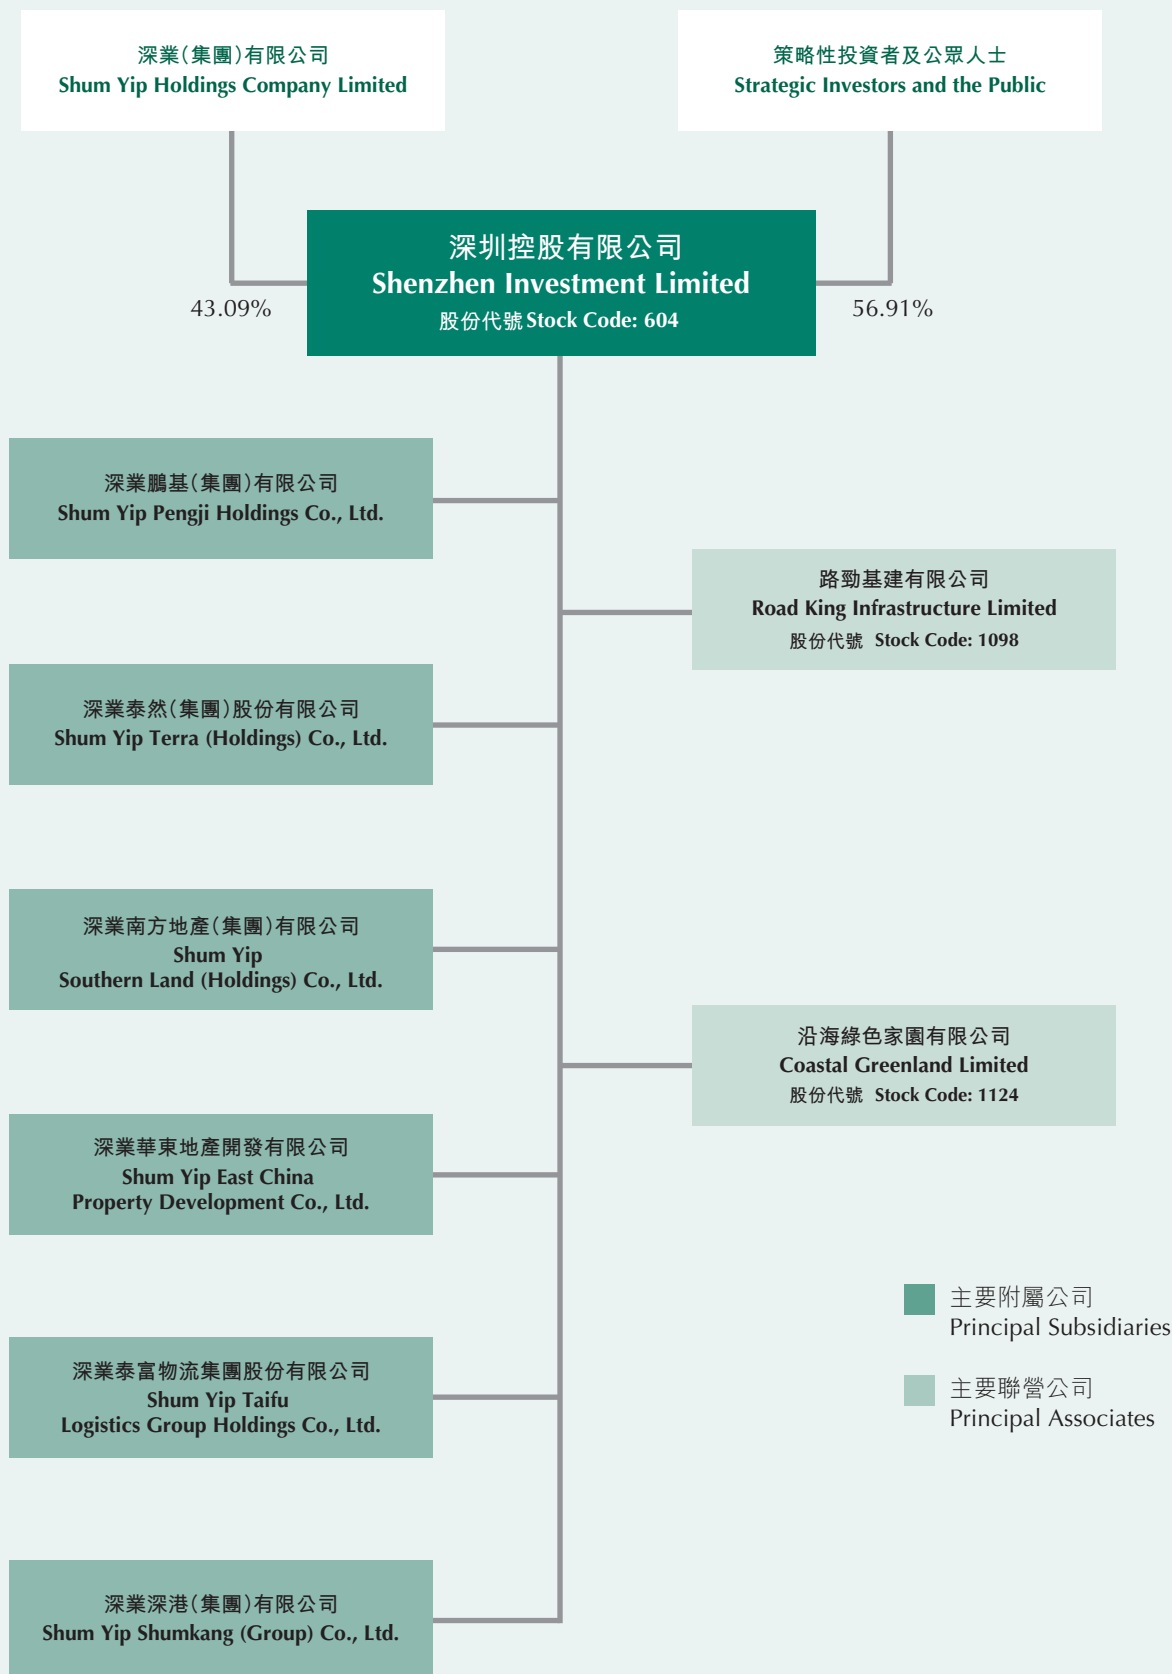 深業(集團)有限公司
Shum Yip Holdings Company Limited
策略性投資者及公眾人士
Strategic Investors and the Public
深圳控股有限公司
Shenzhen Investment Limited
股份代號 Stock Code: 604
43.09%
56.91%
深業鵬基(集團)有限公司
Shum Yip Pengji Holdings Co., Ltd.
路勁基建有限公司
Road King Infrastructure Limited
股份代號 Stock Code: 1098
深業泰然(集團)股份有限公司
Shum Yip Terra (Holdings) Co., Ltd.
深業南方地產(集團)有限公司
Shum Yip
Southern Land (Holdings) Co., Ltd.
沿海綠色家園有限公司
Coastal Greenland Limited
股份代號 Stock Code: 1124
深業華東地產開發有限公司
Shum Yip East China
Property Development Co., Ltd.
主要附屬公司
Principal Subsidiaries
深業泰富物流集團股份有限公司
Shum Yip Taifu
Logistics Group Holdings Co., Ltd.
主要聯營公司
Principal Associates
深業深港(集團)有限公司
Shum Yip Shumkang (Group) Co., Ltd.